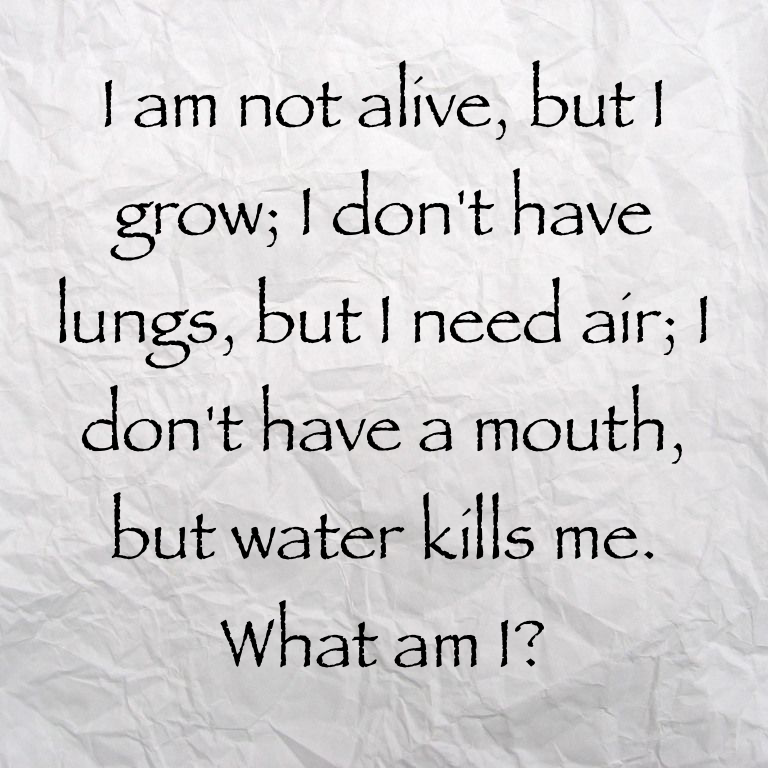 I am not alive, but I
grow; I don't have
lungs, but I need air; I
don't have a mouth,
but water kills me.
What am I?